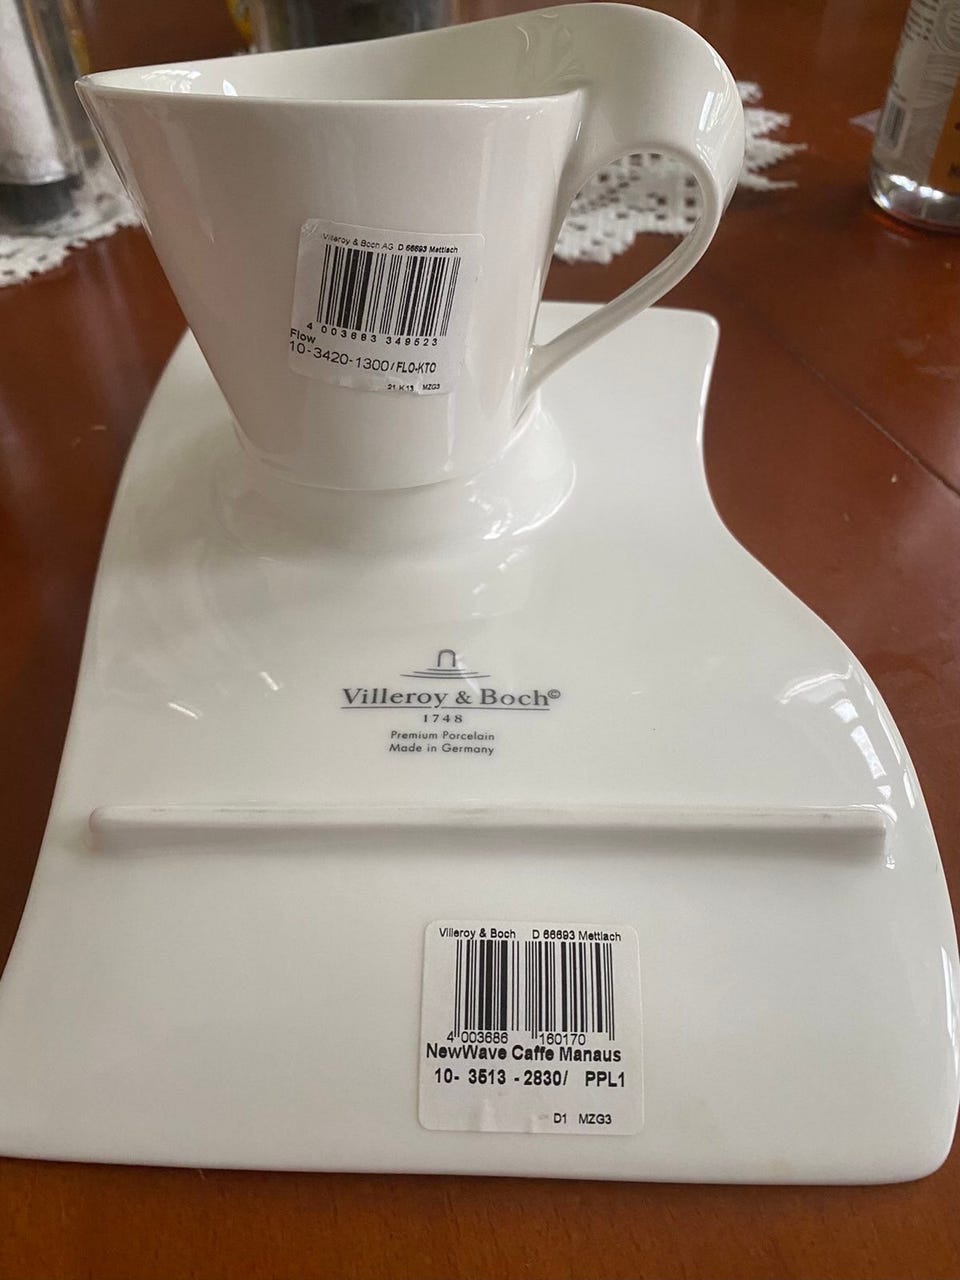 Villeroy & Boch AG D 66693 Mettlach
4 003683 349523
Flow
10-3420-1300/FLO-KTO
21 K 13 MZG3
Villeroy & Boch©
1748
Premium Porcelain
Made in Germany
Villeroy & Boch D 66693 Mettlach
4 003686 160170
NewWave Caffe Manaus
10- 3513 -2830/ PPL1
D1 MZG3